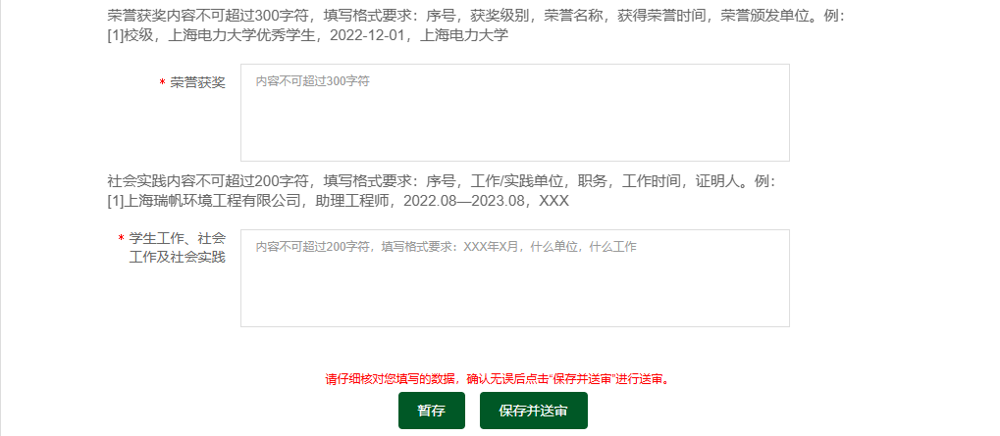 荣誉获奖内容不可超过300字符，填写格式要求：序号，获奖级别，荣誉名称，获得荣誉时间，荣誉颁发单位。例：
[1]校级，上海电力大学优秀学生，2022-12-01，上海电力大学
* 荣誉获奖
内容不可超过300字符
社会实践内容不可超过200字符，填写格式要求：序号，工作/实践单位，职务，工作时间，证明人。例：
[1]上海瑞帆环境工程有限公司，助理工程师，2022.08—2023.08，XXX
* 学生工作、社会
工作及社会实践
内容不可超过200字符，填写格式要求：XXX年X月，什么单位，什么工作
请仔细核对您填写的数据，确认无误后点击“保存并送审”进行送审。
暂存
保存并送审